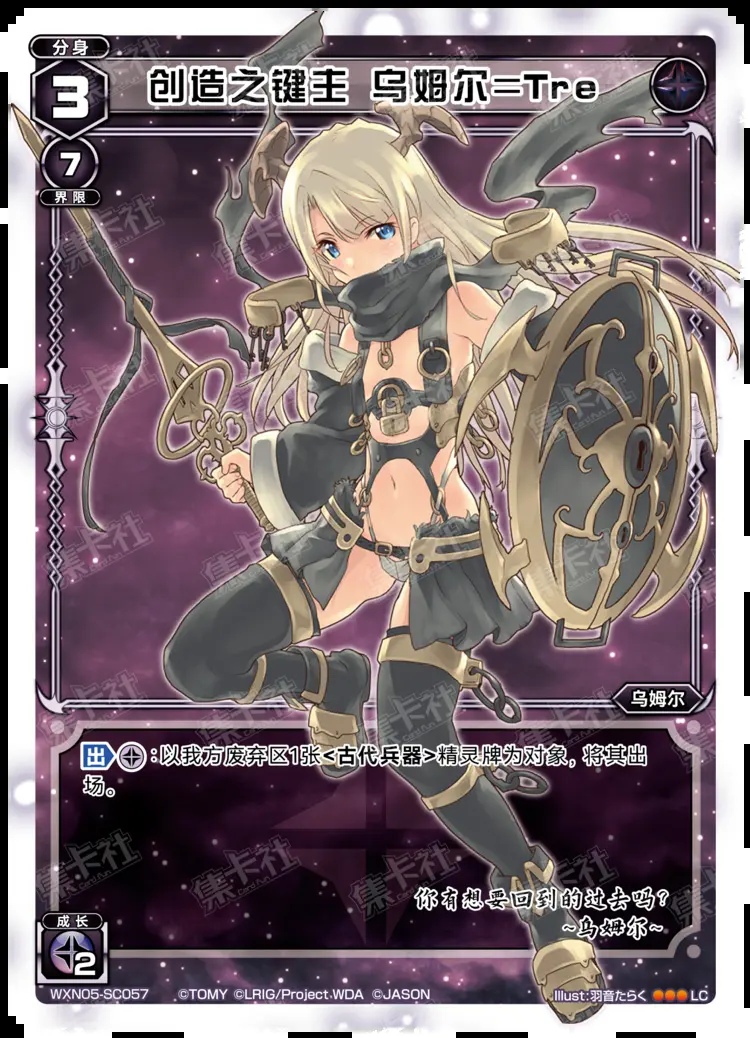 分身
3
创造之键主 乌姆尔=Tre
7
界限
乌姆尔
出 : 以我方废弃区1张<古代兵器>精灵牌为对象, 将其出
场。
你有想要回到的过去吗?
~乌姆尔~
成长
2
WXN05-SC057 ©TOMY ©LRIG/Project.WDA ©JASON Illust:羽音たらく LC
集卡社